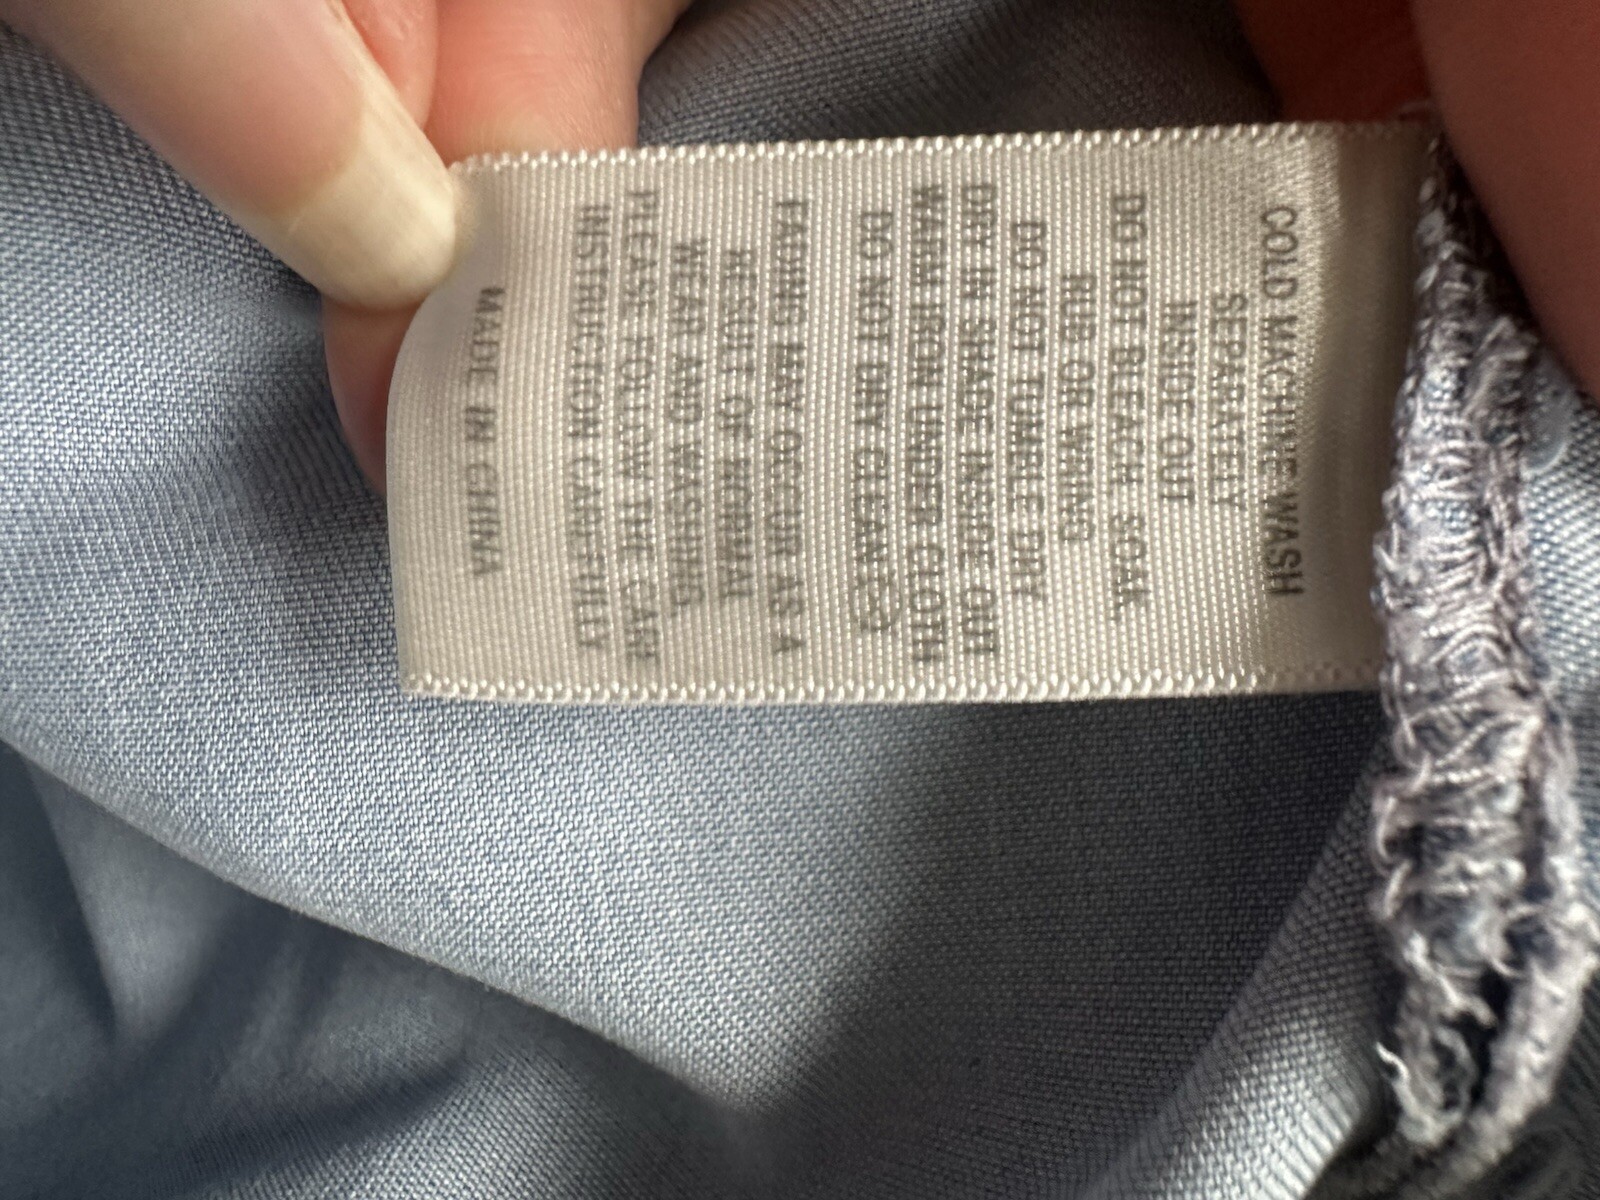 COLD MACHINE WASH
SEPARATELY
INSIDE OUT
DO NOT BLEACH, SOAK,
RUB OR WRING
DO NOT TUMBLE DRY
DRY IN SHADE INSIDE OUT
WARM IRON UNDER CLOTH
DO NOT DRY CLEAN
FADING MAY OCCUR AS A
RESULT OF NORMAL
WEAR AND WASHING,
PLEASE FOLLOW THE CARE
INSTRUCTION CAREFULLY
MADE IN CHINA